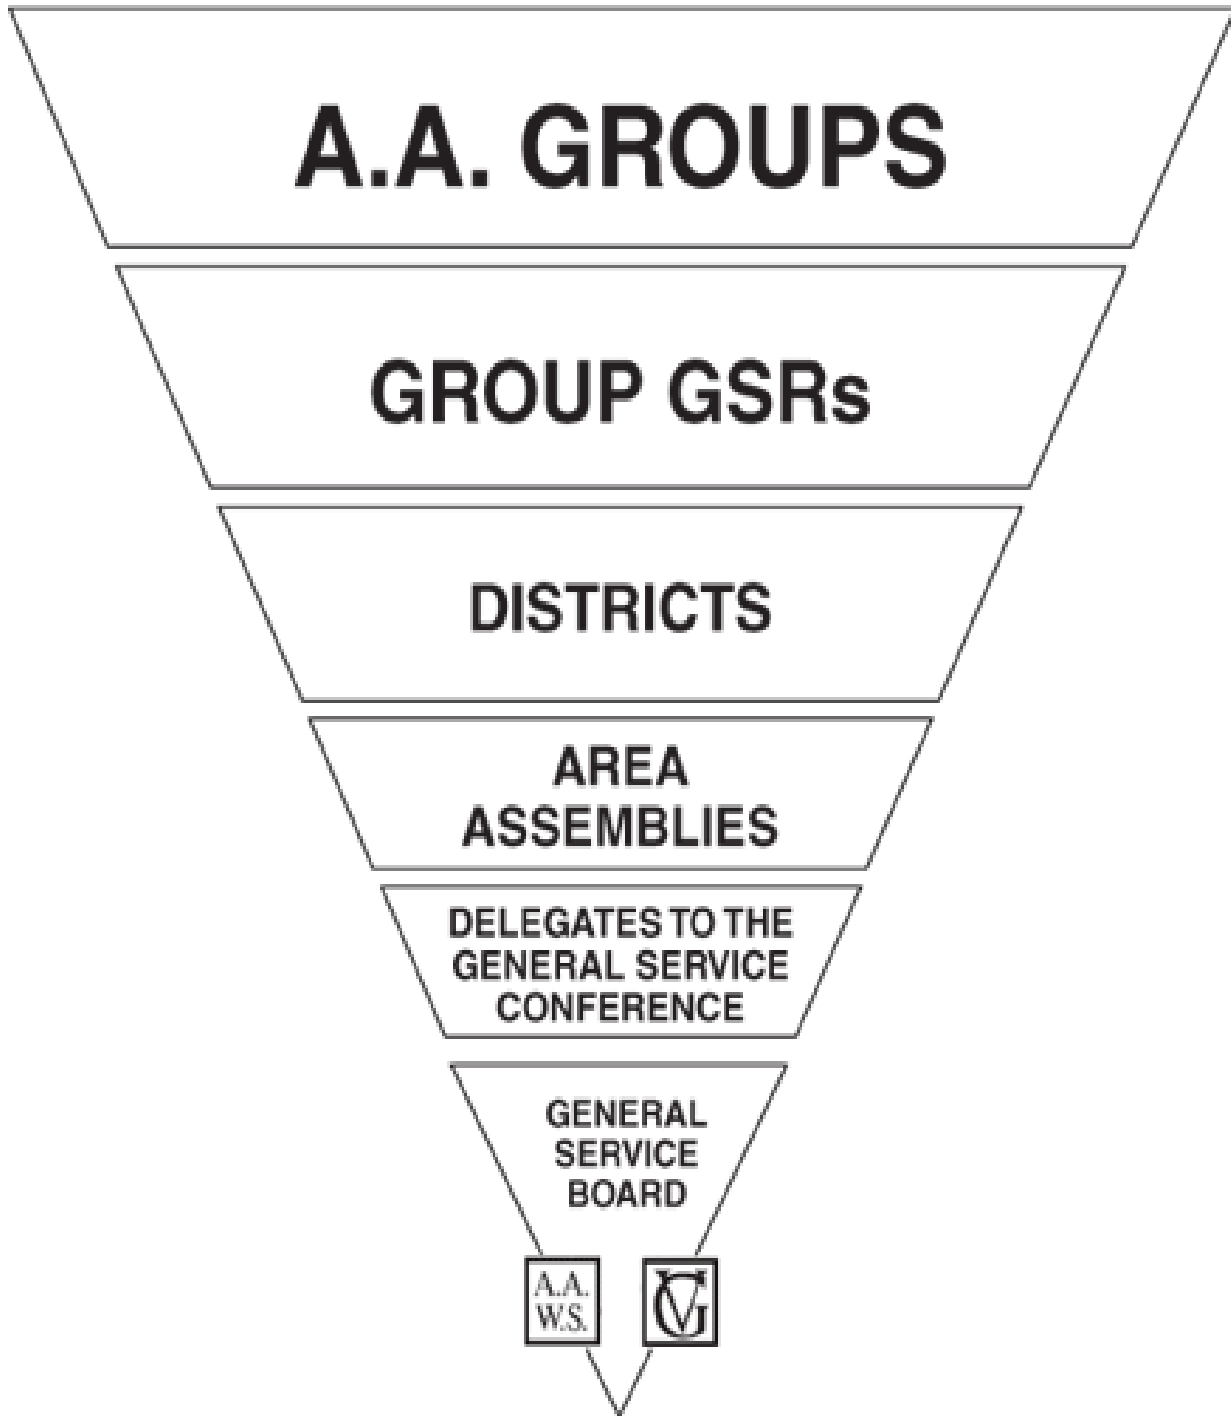 A.A. GROUPS
GROUP GSRs
DISTRICTS
AREA
ASSEMBLIES
DELEGATES TO THE
GENERAL SERVICE
CONFERENCE
GENERAL
SERVICE
BOARD
A.A.
W.S.
GV